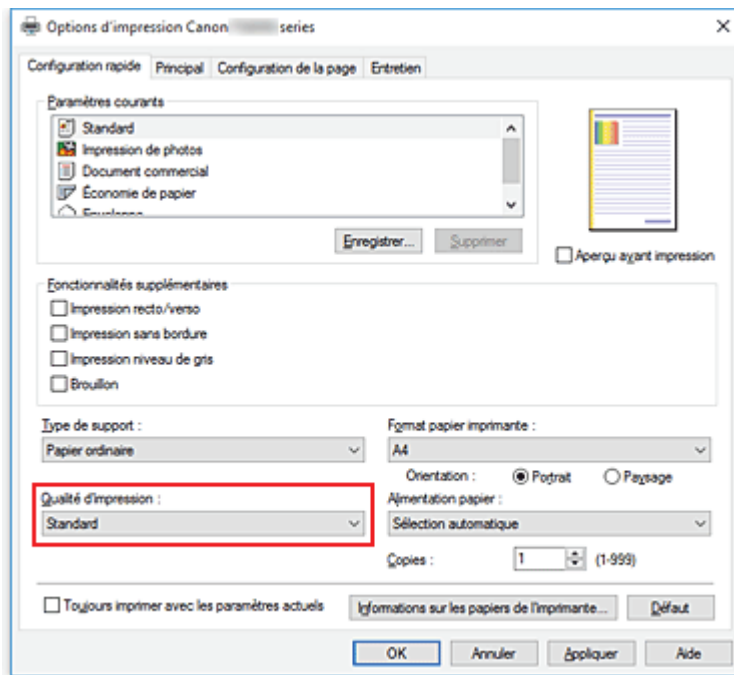 Options d'impression Canon series
Configuration rapide Principal Configuration de la page Entretien
Paramètres courants
Standard
Impression de photos
Document commercial
Économie de papier
Enregistrer... Supprimer
Aperçu avant impression
Fonctionnalités supplémentaires
Impression recto/verso
Impression sans bordure
Impression niveau de gris
Brouillon
Type de support : Format papier imprimante :
Papier ordinaire A4
Orientation : Portrait Paysage
Qualité d'impression : Alimentation papier :
Standard Sélection automatique
Copies : 1 (1-999)
Toujours imprimer avec les paramètres actuels Informations sur les papiers de l'imprimante... Défaut
OK Annuler Appliquer Aide